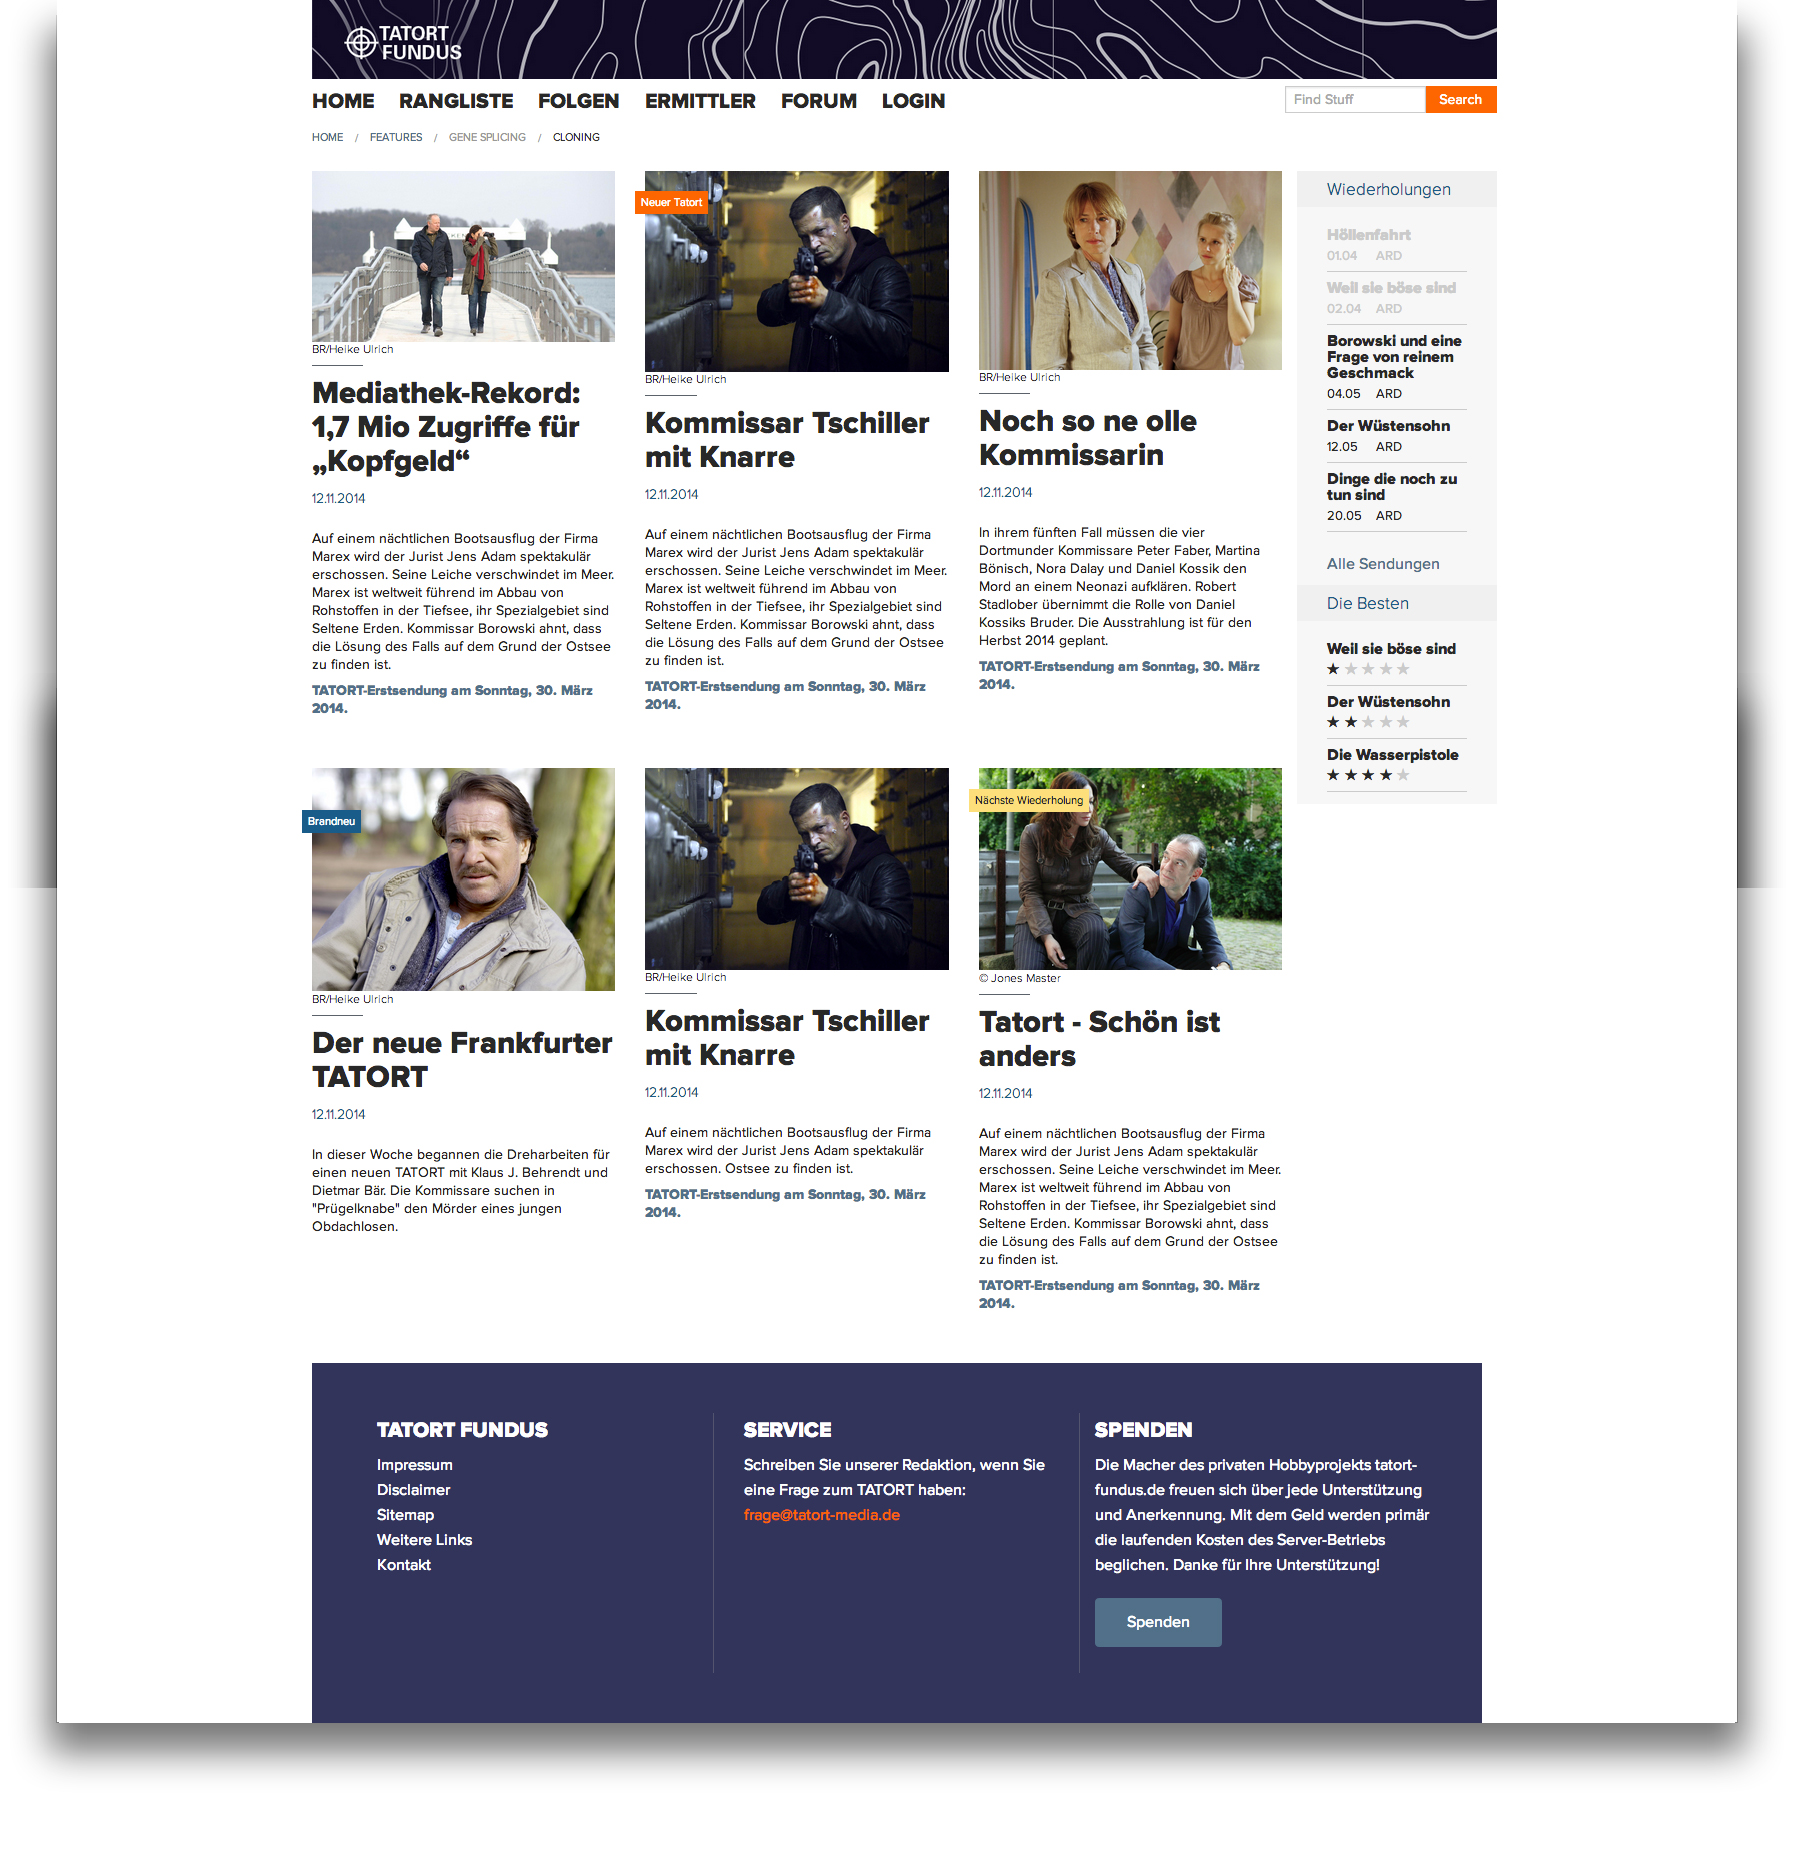 TATORT
FUNDUS
HOME RANGLISTE FOLGEN ERMITTLER FORUM LOGIN
Find Stuff Search
HOME / FEATURES / GENE SPLICING / CLONING
BR/Heike Ulrich
Mediathek-Rekord:
1,7 Mio Zugriffe für
„Kopfgeld“
12.11.2014
Auf einem nächtlichen Bootsausflug der Firma
Marex wird der Jurist Jens Adam spektakulär
erschossen. Seine Leiche verschwindet im Meer.
Marex ist weltweit führend im Abbau von
Rohstoffen in der Tiefsee, ihr Spezialgebiet sind
Seltene Erden. Kommissar Borowski ahnt, dass
die Lösung des Falls auf dem Grund der Ostsee
zu finden ist.
TATORT-Erstsendung am Sonntag, 30. März
2014.
Neuer Tatort
BR/Heike Ulrich
Kommissar Tschiller
mit Knarre
12.11.2014
Auf einem nächtlichen Bootsausflug der Firma
Marex wird der Jurist Jens Adam spektakulär
erschossen. Seine Leiche verschwindet im Meer.
Marex ist weltweit führend im Abbau von
Rohstoffen in der Tiefsee, ihr Spezialgebiet sind
Seltene Erden. Kommissar Borowski ahnt, dass
die Lösung des Falls auf dem Grund der Ostsee
zu finden ist.
TATORT-Erstsendung am Sonntag, 30. März
2014.
BR/Heike Ulrich
Noch so ne olle
Kommissarin
12.11.2014
In ihrem fünften Fall müssen die vier
Dortmunder Kommissare Peter Faber, Martina
Bönisch, Nora Dalay und Daniel Kossik den
Mord an einem Neonazi aufklären. Robert
Stadlober übernimmt die Rolle von Daniel
Kossiks Bruder. Die Ausstrahlung ist für den
Herbst 2014 geplant.
TATORT-Erstsendung am Sonntag, 30. März
2014.
Wiederholungen
Höllenfahrt
01.04 ARD
Weil sie böse sind
02.04 ARD
Borowski und eine
Frage von reinem
Geschmack
04.05 ARD
Der Wüstensohn
12.05 ARD
Dinge die noch zu
tun sind
20.05 ARD
Alle Sendungen
Die Besten
Weil sie böse sind
★★★★★
Der Wüstensohn
★★★★★
Die Wasserpistole
★★★★★
Brandneu
BR/Heike Ulrich
Der neue Frankfurter
TATORT
12.11.2014
In dieser Woche begannen die Dreharbeiten für
einen neuen TATORT mit Klaus J. Behrendt und
Dietmar Bär. Die Kommissare suchen in
"Prügelknabe" den Mörder eines jungen
Obdachlosen.
BR/Heike Ulrich
Kommissar Tschiller
mit Knarre
12.11.2014
Auf einem nächtlichen Bootsausflug der Firma
Marex wird der Jurist Jens Adam spektakulär
erschossen. Ostsee zu finden ist.
TATORT-Erstsendung am Sonntag, 30. März
2014.
Nächste Wiederholung
© Jones Master
Tatort - Schön ist
anders
12.11.2014
Auf einem nächtlichen Bootsausflug der Firma
Marex wird der Jurist Jens Adam spektakulär
erschossen. Seine Leiche verschwindet im Meer.
Marex ist weltweit führend im Abbau von
Rohstoffen in der Tiefsee, ihr Spezialgebiet sind
Seltene Erden. Kommissar Borowski ahnt, dass
die Lösung des Falls auf dem Grund der Ostsee
zu finden ist.
TATORT-Erstsendung am Sonntag, 30. März
2014.
TATORT FUNDUS
Impressum
Disclaimer
Sitemap
Weitere Links
Kontakt
SERVICE
Schreiben Sie unserer Redaktion, wenn Sie
eine Frage zum TATORT haben:
frage@tatort-media.de
SPENDEN
Die Macher des privaten Hobbyprojekts tatort-
fundus.de freuen sich über jede Unterstützung
und Anerkennung. Mit dem Geld werden primär
die laufenden Kosten des Server-Betriebs
beglichen. Danke für Ihre Unterstützung!
Spenden